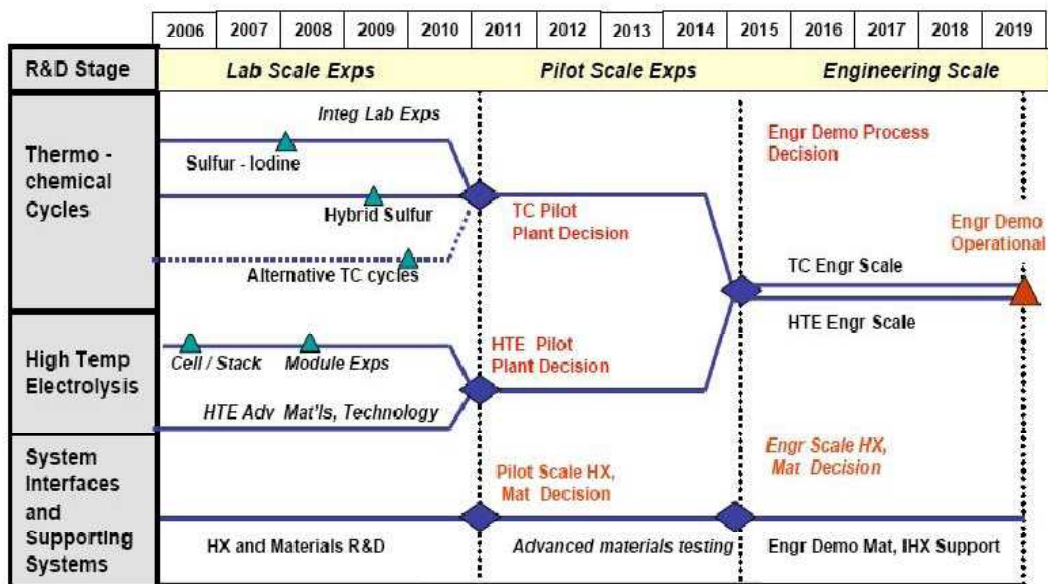 2006 2007 2008 2009 2010 2011 2012 2013 2014 2015 2016 2017 2018 2019
R&D Stage
Lab Scale Exps
Pilot Scale Exps
Engineering Scale
Thermo -
chemical
Cycles
Integ Lab Exps
Sulfur - Iodine
Hybrid Sulfur
Alternative TC cycles
TC Pilot
Plant Decision
Engr Demo Process
Decision
Engr Demo
Operational
TC Engr Scale
HTE Engr Scale
High Temp
Electrolysis
Cell / Stack
Module Exps
HTE Adv Mat'ls, Technology
HTE Pilot
Plant Decision
System
Interfaces
and
Supporting
Systems
Pilot Scale HX,
Mat Decision
Engr Scale HX,
Mat Decision
HX and Materials R&D
Advanced materials testing
Engr Demo Mat, IHX Support